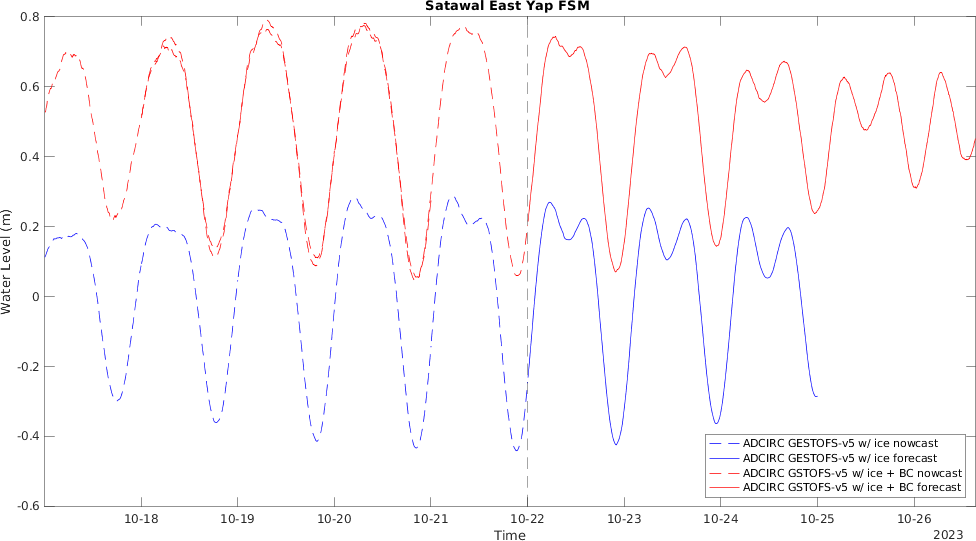 Satawal East Yap FSM
0.8
0.6
0.4
0.2
0
-0.2
-0.4
-0.6
Water Level (m)
ADCIRC GESTOFS-v5 w/ ice nowcast
ADCIRC GESTOFS-v5 w/ ice forecast
ADCIRC GSTOFS-v5 w/ ice + BC nowcast
ADCIRC GSTOFS-v5 w/ ice + BC forecast
10-18 10-19 10-20 10-21 10-22 10-23 10-24 10-25 10-26
Time
2023